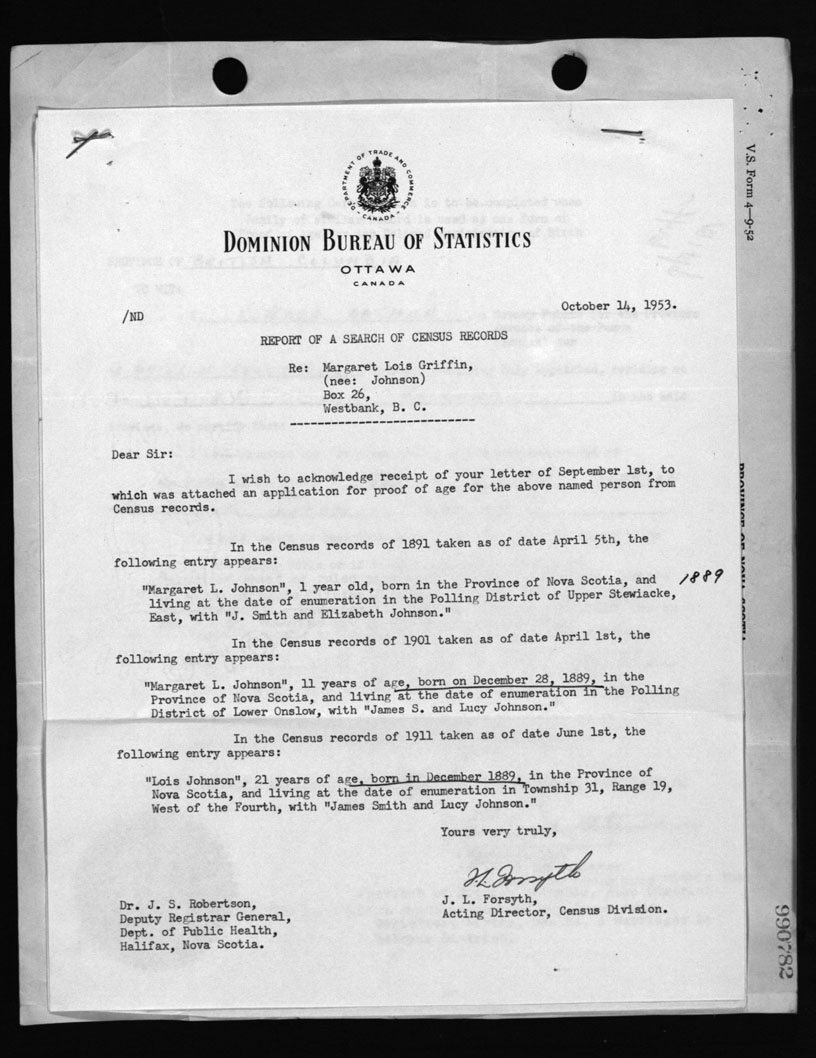 V.S. Form 4—9-52
DEPARTMENT OF TRADE AND COMMERCE
- CANADA -
DOMINION BUREAU OF STATISTICS
OTTAWA
CANADA
October 14, 1953.
/ND
REPORT OF A SEARCH OF CENSUS RECORDS
Re: Margaret Lois Griffin,
(nee: Johnson)
Box 26,
Westbank, B. C.
Dear Sir:
I wish to acknowledge receipt of your letter of September 1st, to
which was attached an application for proof of age for the above named person from
Census records.
In the Census records of 1891 taken as of date April 5th, the
following entry appears:
"Margaret L. Johnson", 1 year old, born in the Province of Nova Scotia, and 1889
living at the date of enumeration in the Polling District of Upper Stewiacke,
East, with "J. Smith and Elizabeth Johnson."
In the Census records of 1901 taken as of date April 1st, the
following entry appears:
"Margaret L. Johnson", 11 years of age, born on December 28, 1889, in the
Province of Nova Scotia, and living at the date of enumeration in the Polling
District of Lower Onslow, with "James S. and Lucy Johnson."
In the Census records of 1911 taken as of date June 1st, the
following entry appears:
"Lois Johnson", 21 years of age, born in December 1889, in the Province of
Nova Scotia, and living at the date of enumeration in Township 31, Range 19,
West of the Fourth, with "James Smith and Lucy Johnson."
Yours very truly,
J. L. Forsyth,
Acting Director, Census Division.
Dr. J. S. Robertson,
Deputy Registrar General,
Dept. of Public Health,
Halifax, Nova Scotia.
990782